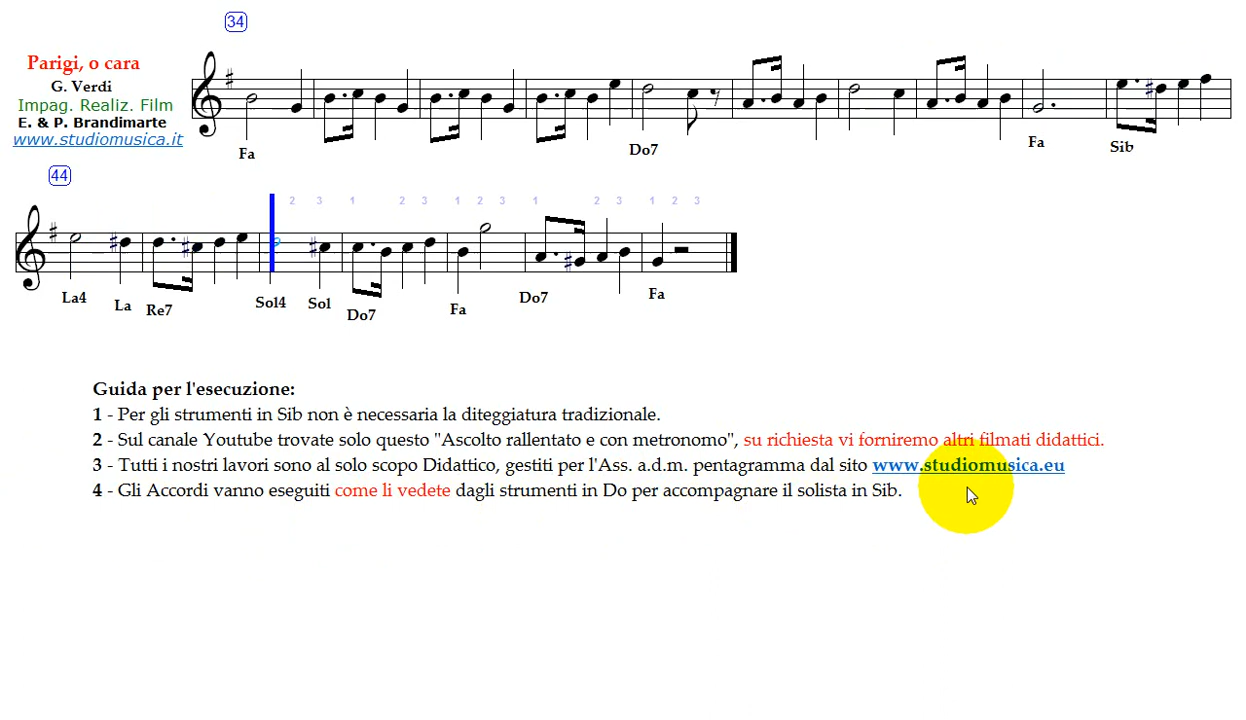 34
Parigi, o cara
G. Verdi
Impag. Realiz. Film
E. & P. Brandimarte
www.studiomusica.it
Fa Do7 Fa Sib
44
2 3 1 2 3 1 2 3 1 2 3 1 2 3
La4 La Re7 Sol4 Sol Do7 Fa Do7 Fa
Guida per l'esecuzione:
1 - Per gli strumenti in Sib non è necessaria la diteggiatura tradizionale.
2 - Sul canale Youtube trovate solo questo "Ascolto rallentato e con metronomo", su richiesta vi forniremo altri filmati didattici.
3 - Tutti i nostri lavori sono al solo scopo Didattico, gestiti per l'Ass. a.d.m. pentagramma dal sito www.studiomusica.eu
4 - Gli Accordi vanno eseguiti come li vedete dagli strumenti in Do per accompagnare il solista in Sib.